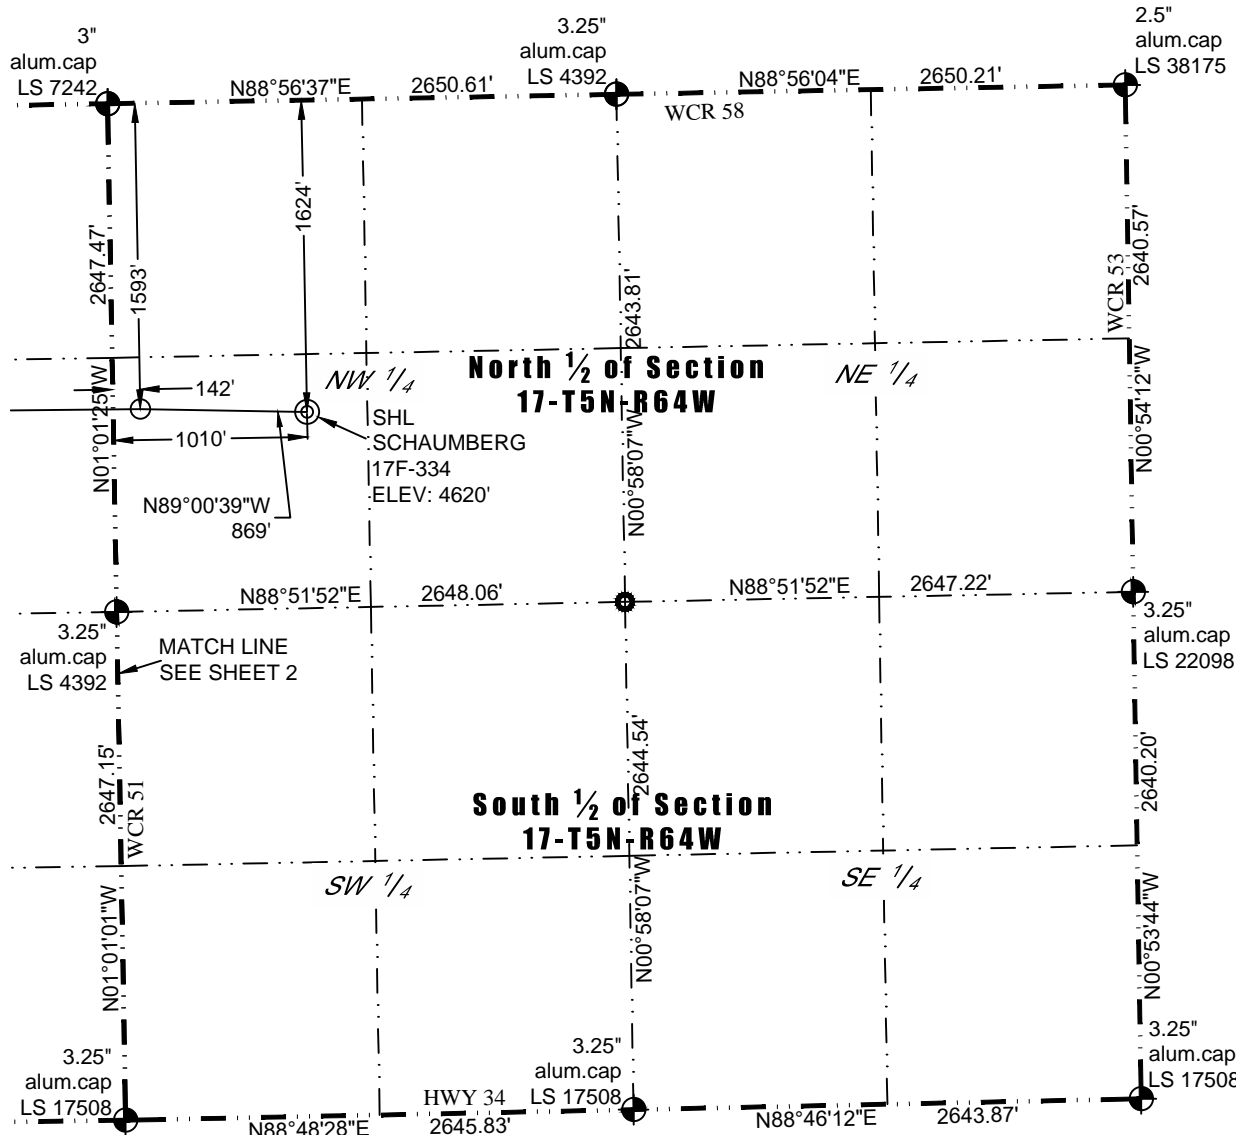 3"
alum.cap
LS 7242
3.25"
alum.cap
LS 4392
2.5"
alum.cap
LS 38175
N88°56'37"E
2650.61'
N88°56'04"E
2650.21'
WCR 58
2647.47'
1593'
1624'
2643.81'
WCR 53
2640.57'
North ½ of Section
17-T5N-R64W
NW 1/4
NE 1/4
142'
1010'
N01°01'25"W
SHL
SCHAUMBERG
17F-334
ELEV: 4620'
N89°00'39"W
869'
N00°58'07"W
N00°54'12"W
N88°51'52"E
2648.06'
N88°51'52"E
2647.22'
3.25"
alum.cap
LS 4392
MATCH LINE
SEE SHEET 2
3.25"
alum.cap
LS 22098
2647.15'
WCR 51
2644.54'
2640.20'
South ½ of Section
17-T5N-R64W
SW 1/4
SE 1/4
N01°01'01"W
N00°58'07"W
N00°53'44"W
3.25"
alum.cap
LS 17508
HWY 34
3.25"
alum.cap
LS 17508
3.25"
alum.cap
LS 17508
N88°48'28"E
2645.83'
N88°46'12"E
2643.87'